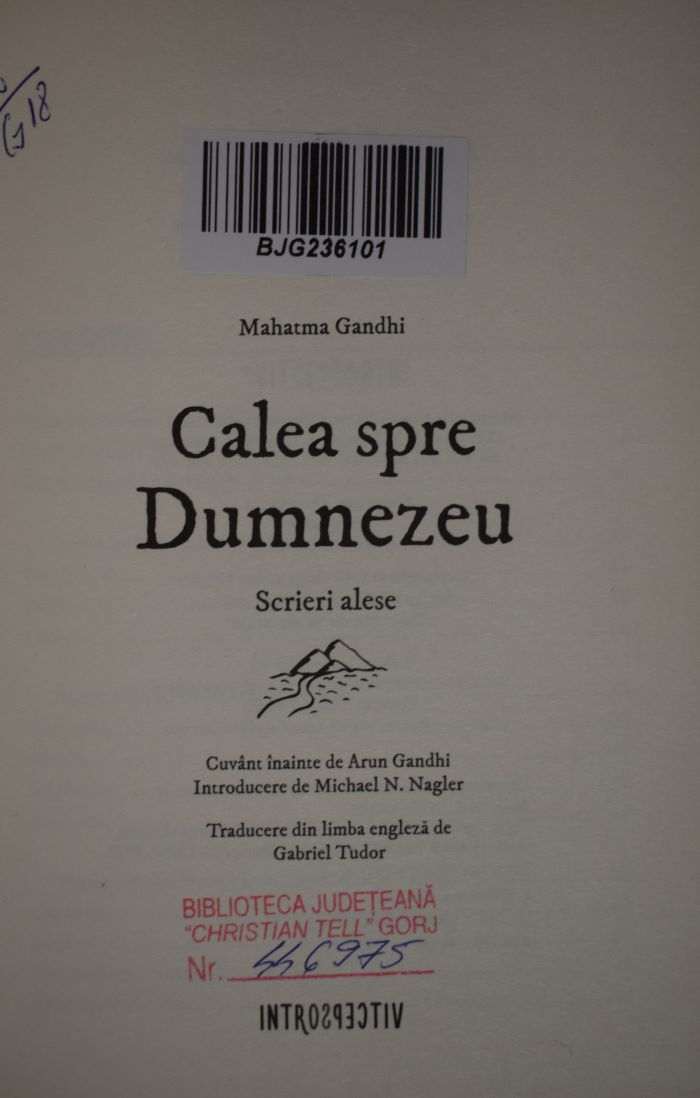 G18
BJG236101
Mahatma Gandhi
Calea spre
Dumnezeu
Scrieri alese
Cuvânt înainte de Arun Gandhi
Introducere de Michael N. Nagler
Traducere din limba engleză de
Gabriel Tudor
BIBLIOTECA JUDEȚEANĂ
"CHRISTIAN TELL" GORJ
Nr. 446975
INTROSPECTIV